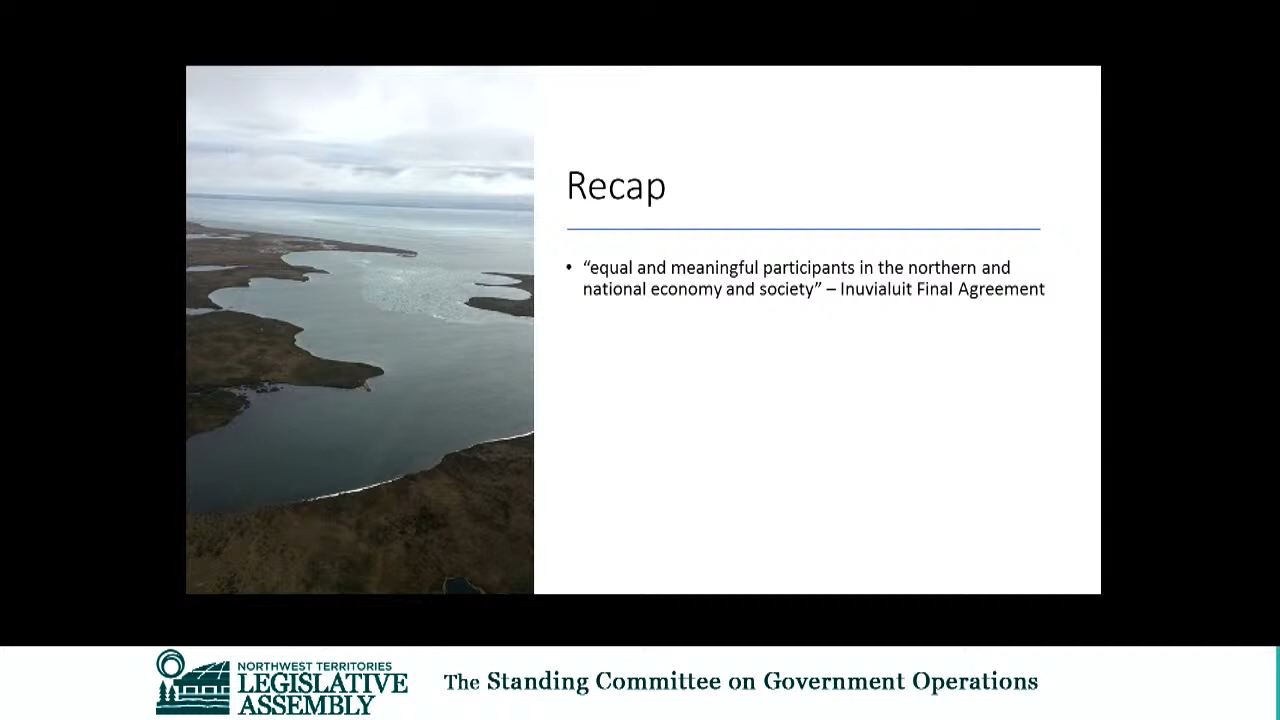 Recap
• “equal and meaningful participants in the northern and
national economy and society” – Inuvialuit Final Agreement
NORTHWEST TERRITORIES
LEGISLATIVE
ASSEMBLY
The Standing Committee on Government Operations